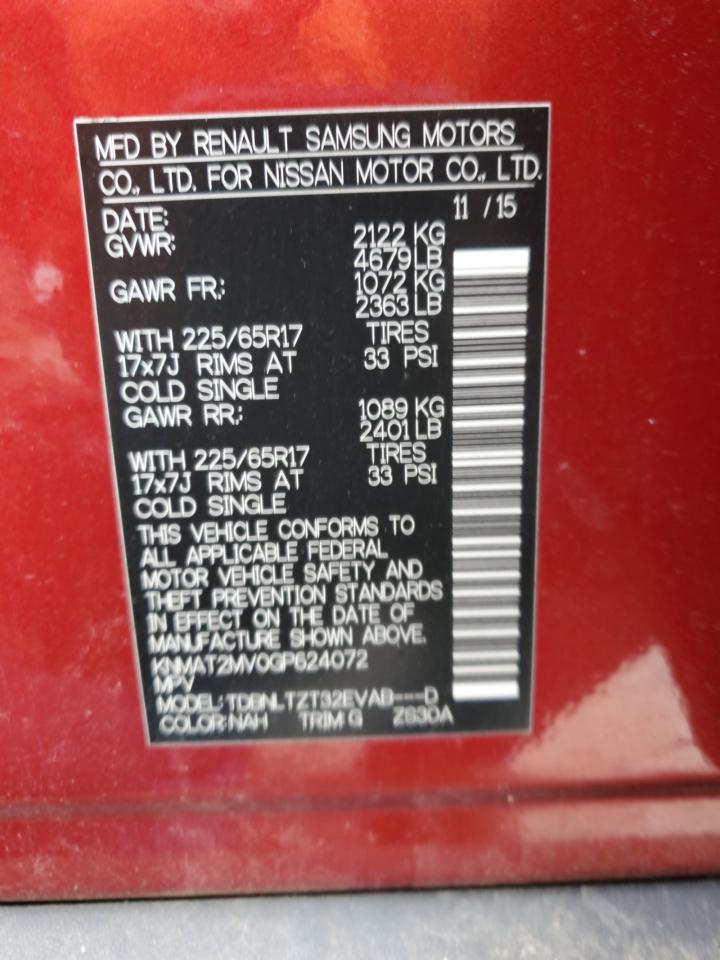 MFD BY RENAULT SAMSUNG MOTORS
CO., LTD. FOR NISSAN MOTOR CO., LTD.
DATE: 11 /15
GVWR: 2122 KG
4679 LB
GAWR FR.: 1072 KG
2363 LB
WITH 225/65R17 TIRES
17x7J RIMS AT 33 PSI
COLD SINGLE
GAWR RR.: 1089 KG
2401 LB
WITH 225/65R17 TIRES
17x7J RIMS AT 33 PSI
COLD SINGLE
THIS VEHICLE CONFORMS TO
ALL APPLICABLE FEDERAL
MOTOR VEHICLE SAFETY AND
THEFT PREVENTION STANDARDS
IN EFFECT ON THE DATE OF
MANUFACTURE SHOWN ABOVE.
KNMAT2MV0GP624072
MPV
MODEL: TDBNLTZT32EVAB---D
COLOR: NAH TRIM G ZS30A